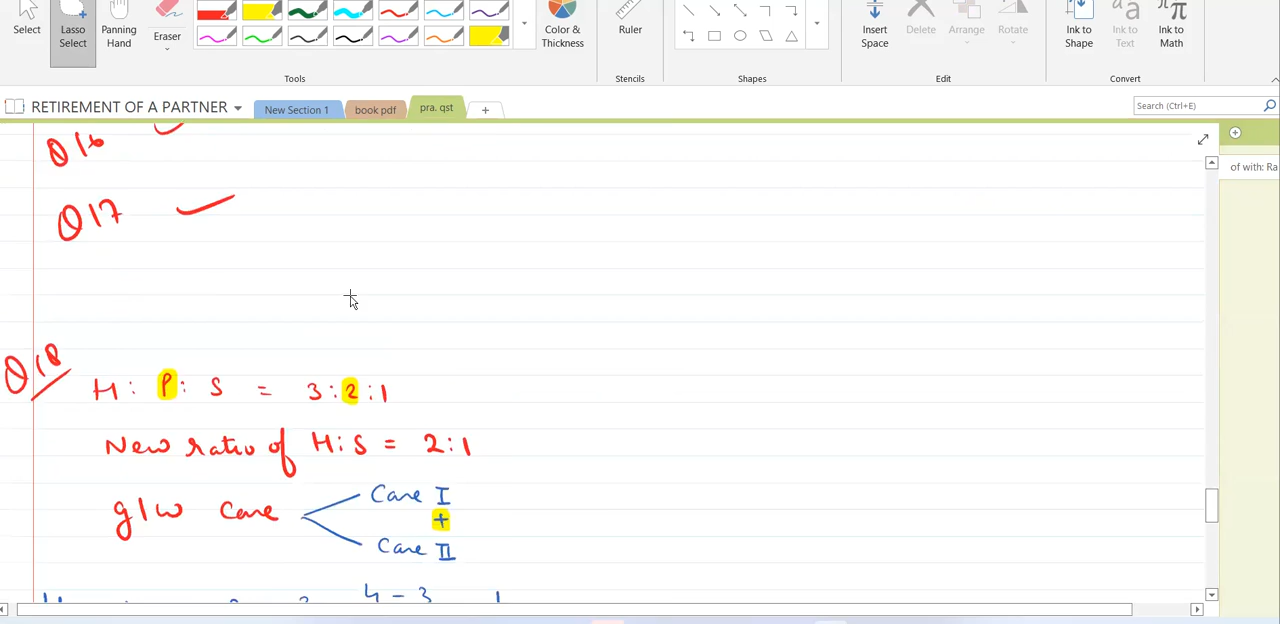 Select
Lasso Select
Panning Hand
Eraser
Color & Thickness
Ruler
Insert Space
Delete
Arrange
Rotate
Ink to Shape
Ink to Text
Ink to Math
Tools
Stencils
Shapes
Edit
Convert
RETIREMENT OF A PARTNER
New Section 1
book pdf
pra. qst
+
Search (Ctrl+E)
of with: Ra
Q16
Q17
Q18
H : P : S = 3 : 2 : 1
New ratio of H : S = 2 : 1
g/w Case
Case I
+
Case II
4 - 3